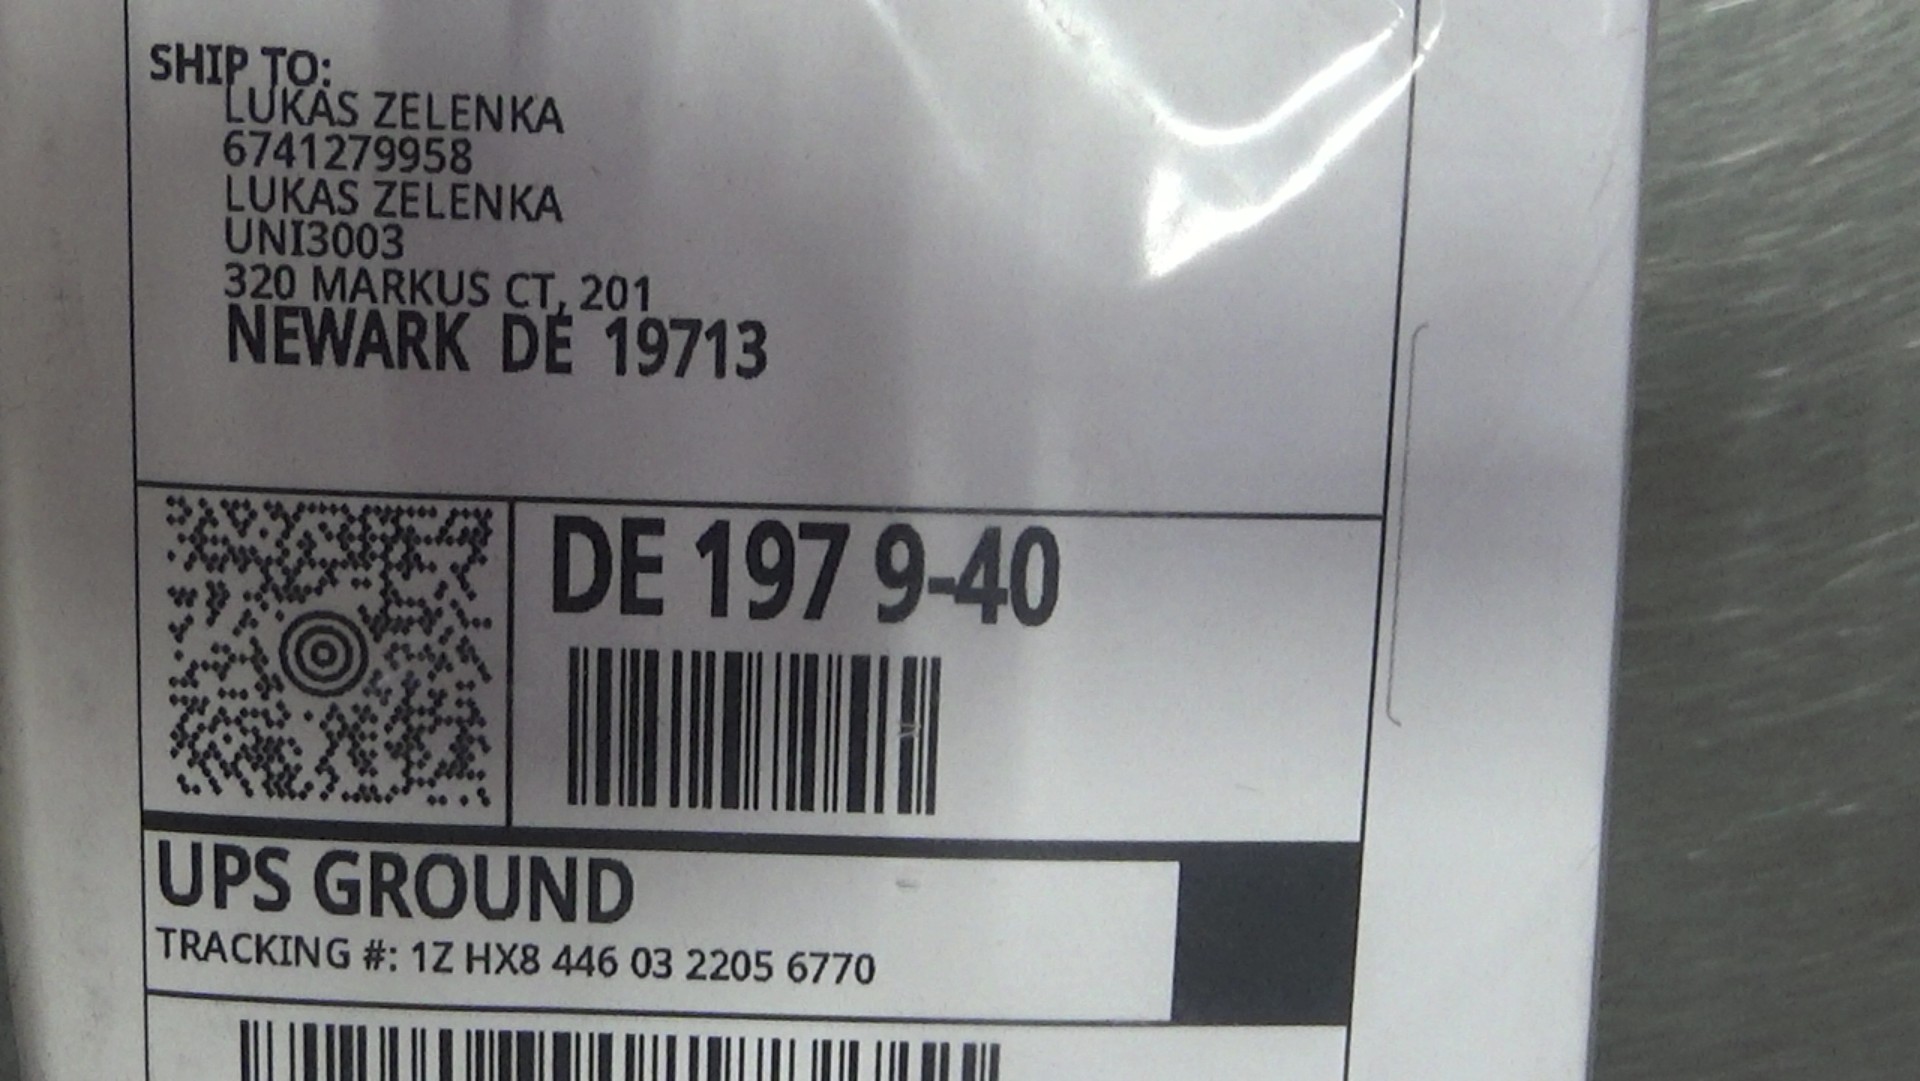 SHIP TO:
LUKAS ZELENKA
6741279958
LUKAS ZELENKA
UNI3003
320 MARKUS CT, 201
NEWARK DE 19713
DE 197 9-40
UPS GROUND
TRACKING #: 1Z HX8 446 03 2205 6770